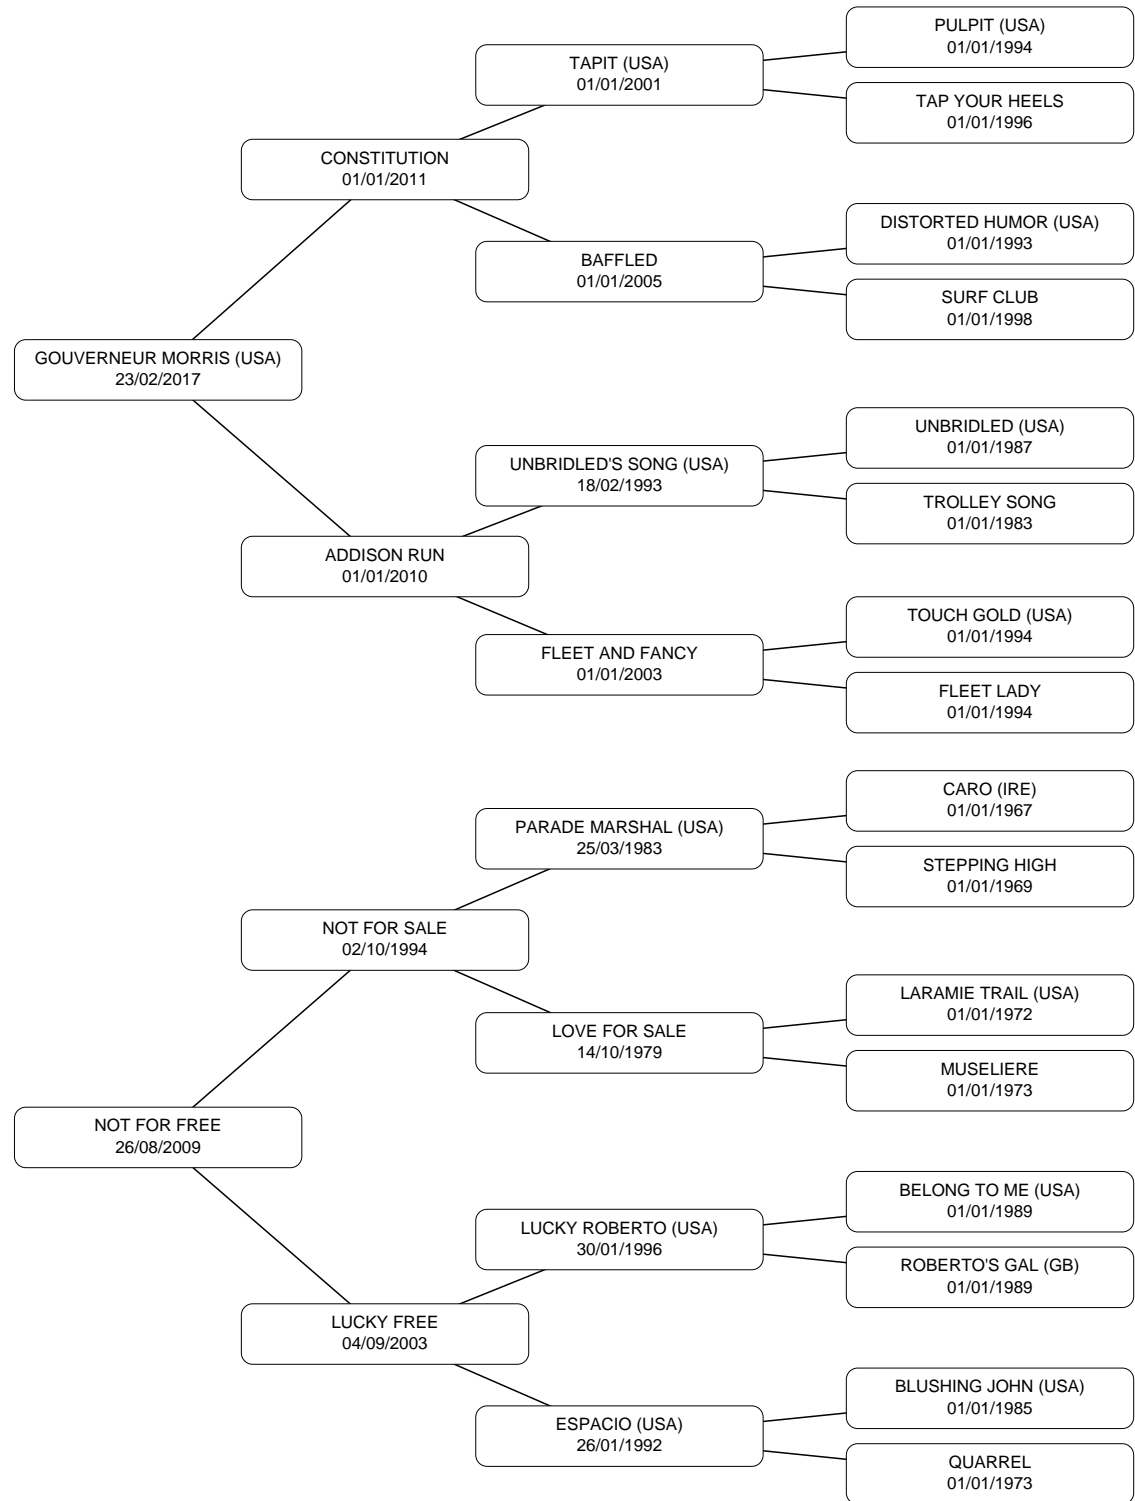 PULPIT (USA)
01/01/1994
TAPIT (USA)
01/01/2001
TAP YOUR HEELS
01/01/1996
CONSTITUTION
01/01/2011
DISTORTED HUMOR (USA)
01/01/1993
BAFFLED
01/01/2005
SURF CLUB
01/01/1998
GOUVERNEUR MORRIS (USA)
23/02/2017
UNBRIDLED (USA)
01/01/1987
UNBRIDLED'S SONG (USA)
18/02/1993
TROLLEY SONG
01/01/1983
ADDISON RUN
01/01/2010
TOUCH GOLD (USA)
01/01/1994
FLEET AND FANCY
01/01/2003
FLEET LADY
01/01/1994
CARO (IRE)
01/01/1967
PARADE MARSHAL (USA)
25/03/1983
STEPPING HIGH
01/01/1969
NOT FOR SALE
02/10/1994
LARAMIE TRAIL (USA)
01/01/1972
LOVE FOR SALE
14/10/1979
MUSELIERE
01/01/1973
NOT FOR FREE
26/08/2009
BELONG TO ME (USA)
01/01/1989
LUCKY ROBERTO (USA)
30/01/1996
ROBERTO'S GAL (GB)
01/01/1989
LUCKY FREE
04/09/2003
BLUSHING JOHN (USA)
01/01/1985
ESPACIO (USA)
26/01/1992
QUARREL
01/01/1973